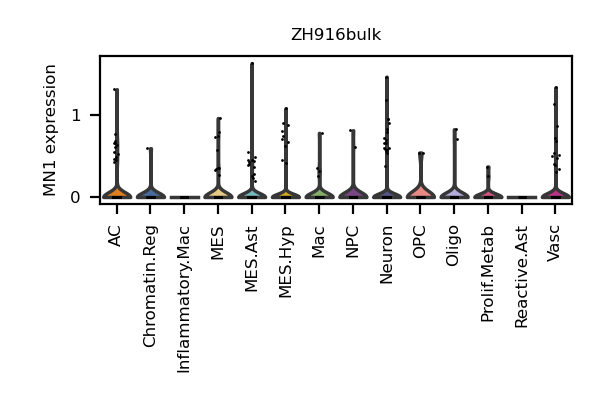 ZH916bulk
MN1 expression
1
0
AC
Chromatin.Reg
Inflammatory.Mac
MES
MES.Ast
MES.Hyp
Mac
NPC
Neuron
OPC
Oligo
Prolif.Metab
Reactive.Ast
Vasc